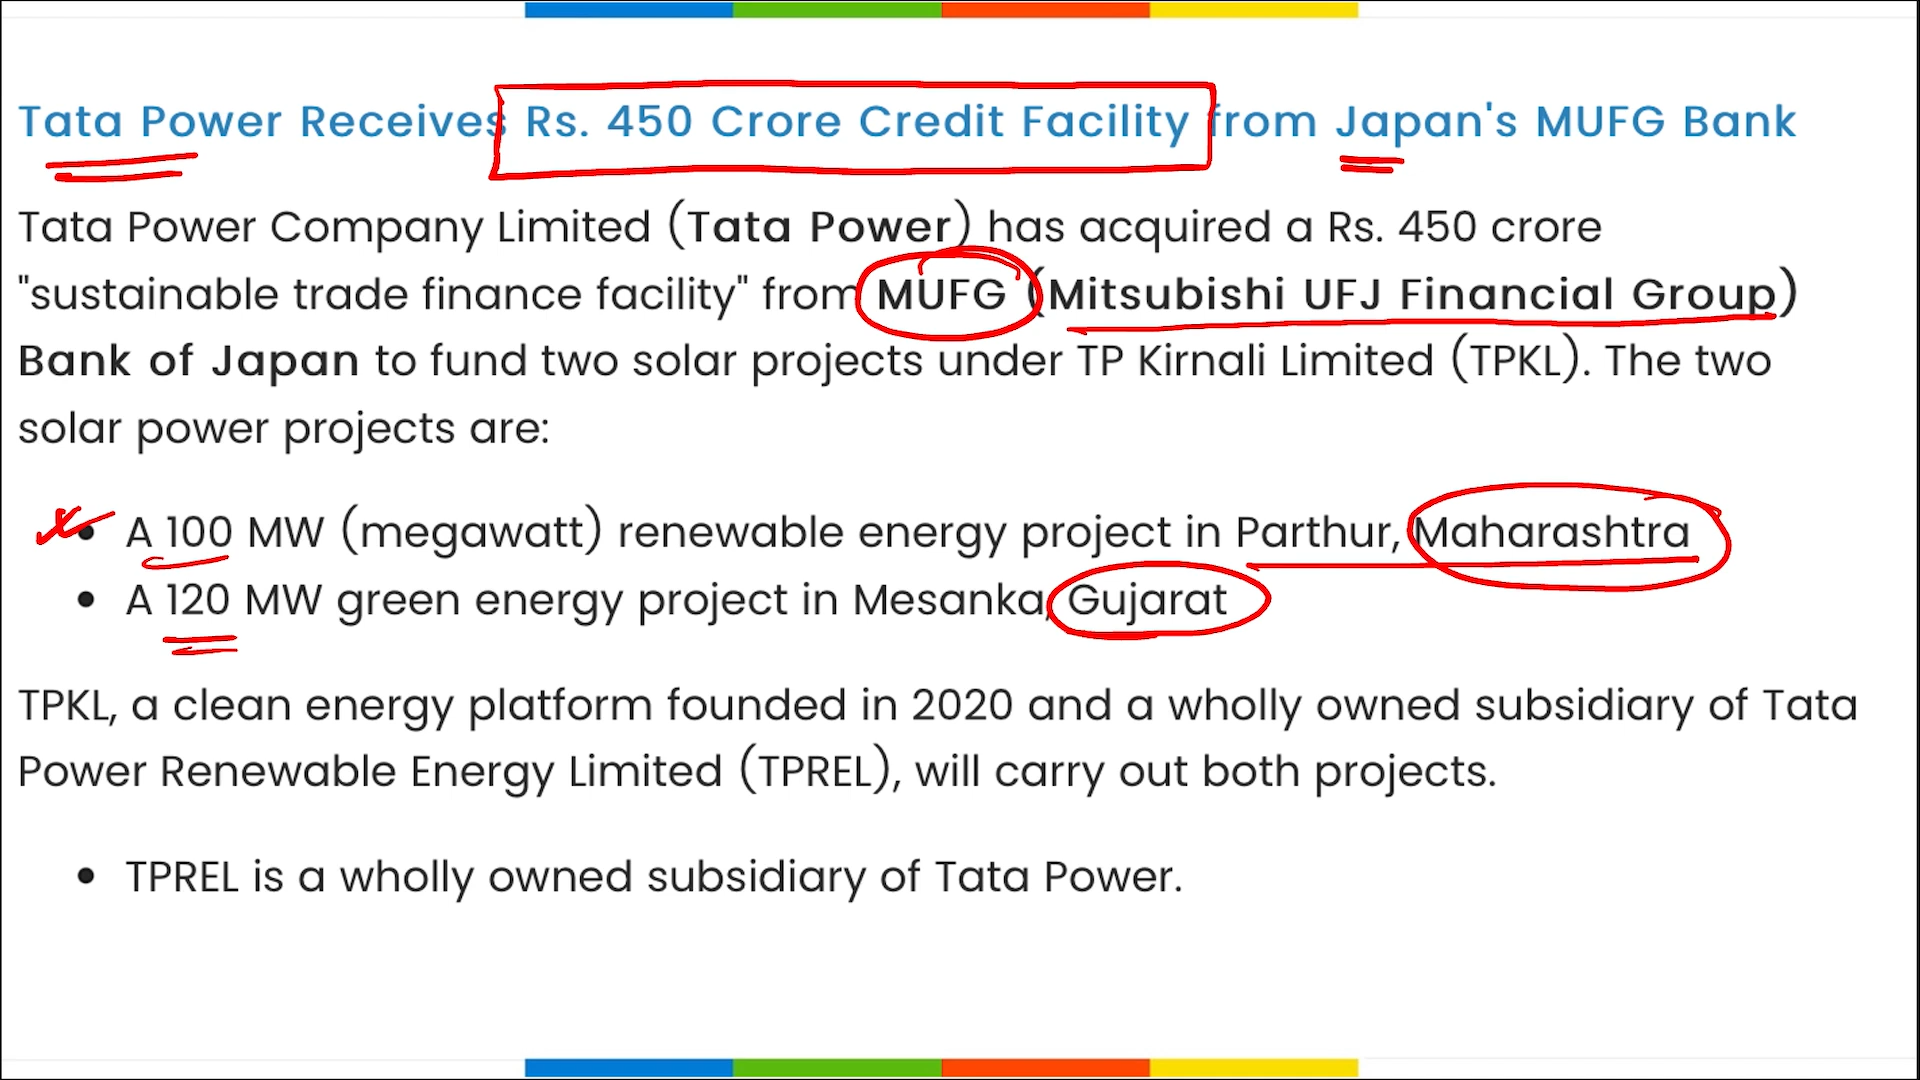 Tata Power Receives Rs. 450 Crore Credit Facility from Japan's MUFG Bank
Tata Power Company Limited (Tata Power) has acquired a Rs. 450 crore
"sustainable trade finance facility" from MUFG (Mitsubishi UFJ Financial Group)
Bank of Japan to fund two solar projects under TP Kirnali Limited (TPKL). The two
solar power projects are:
• A 100 MW (megawatt) renewable energy project in Parthur, Maharashtra
• A 120 MW green energy project in Mesanka, Gujarat
TPKL, a clean energy platform founded in 2020 and a wholly owned subsidiary of Tata
Power Renewable Energy Limited (TPREL), will carry out both projects.
• TPREL is a wholly owned subsidiary of Tata Power.